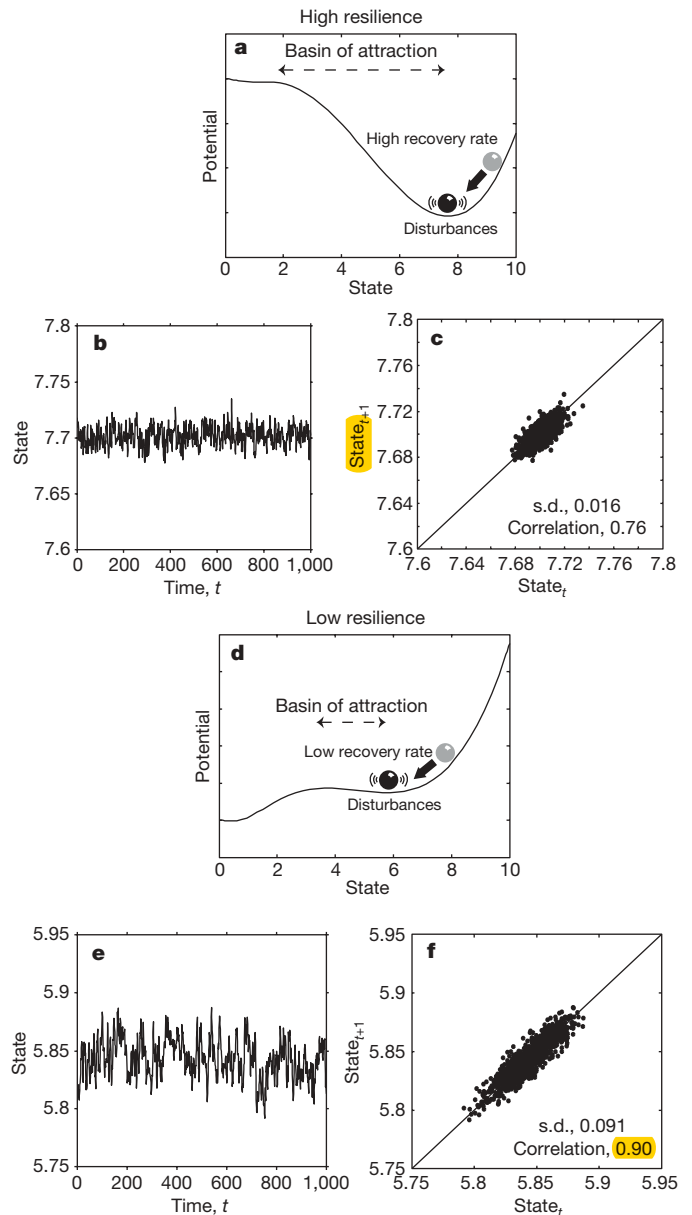 High resilience
a
Basin of attraction
High recovery rate
Disturbances
Potential
0 2 4 6 8 10
State
b
7.8
7.75
7.7
7.65
7.6
State
0 200 400 600 800 1,000
Time, t
c
7.8
7.76
7.72
7.68
7.64
7.6
State t+1
s.d., 0.016
Correlation, 0.76
7.6 7.64 7.68 7.72 7.76 7.8
State t
Low resilience
d
Basin of attraction
Low recovery rate
Disturbances
Potential
0 2 4 6 8 10
State
e
5.95
5.9
5.85
5.8
5.75
State
0 200 400 600 800 1,000
Time, t
f
5.95
5.9
5.85
5.8
5.75
State t+1
s.d., 0.091
Correlation, 0.90
5.75 5.8 5.85 5.9 5.95
State t